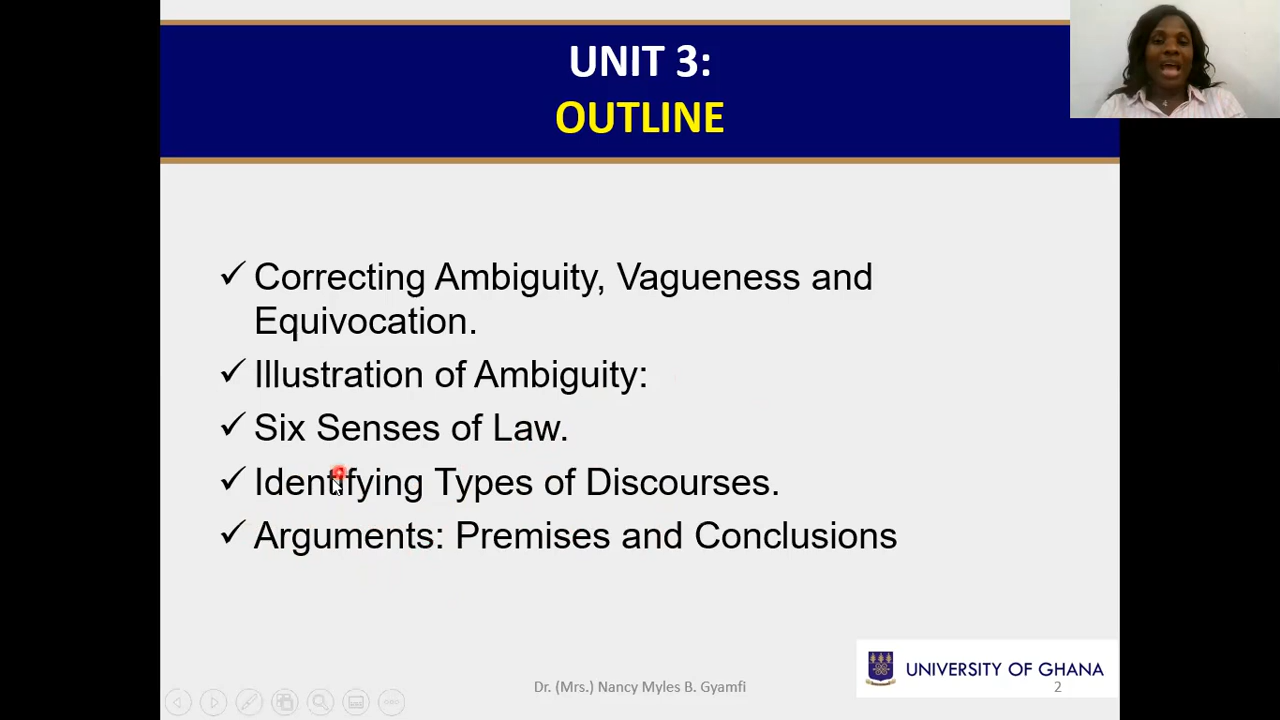 UNIT 3:
OUTLINE
✓ Correcting Ambiguity, Vagueness and
Equivocation.
✓ Illustration of Ambiguity:
✓ Six Senses of Law.
✓ Identifying Types of Discourses.
✓ Arguments: Premises and Conclusions
UNIVERSITY OF GHANA
Dr. (Mrs.) Nancy Myles B. Gyamfi
2